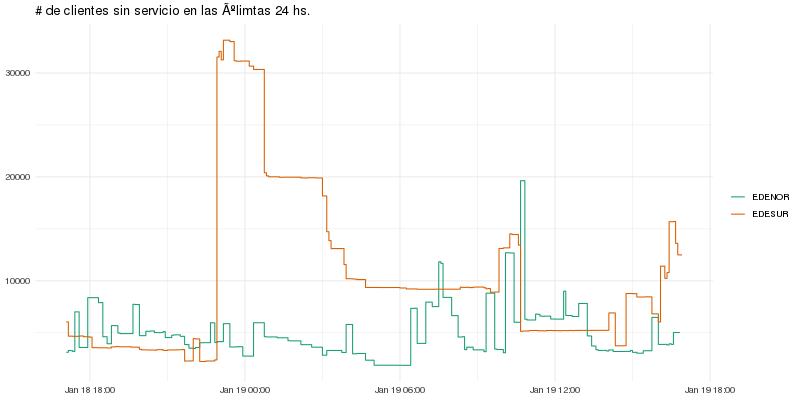 # de clientes sin servicio en las Ãºlimtas 24 hs.
30000
20000
10000
Jan 18 18:00
Jan 19 00:00
Jan 19 06:00
Jan 19 12:00
Jan 19 18:00
EDENOR
EDESUR